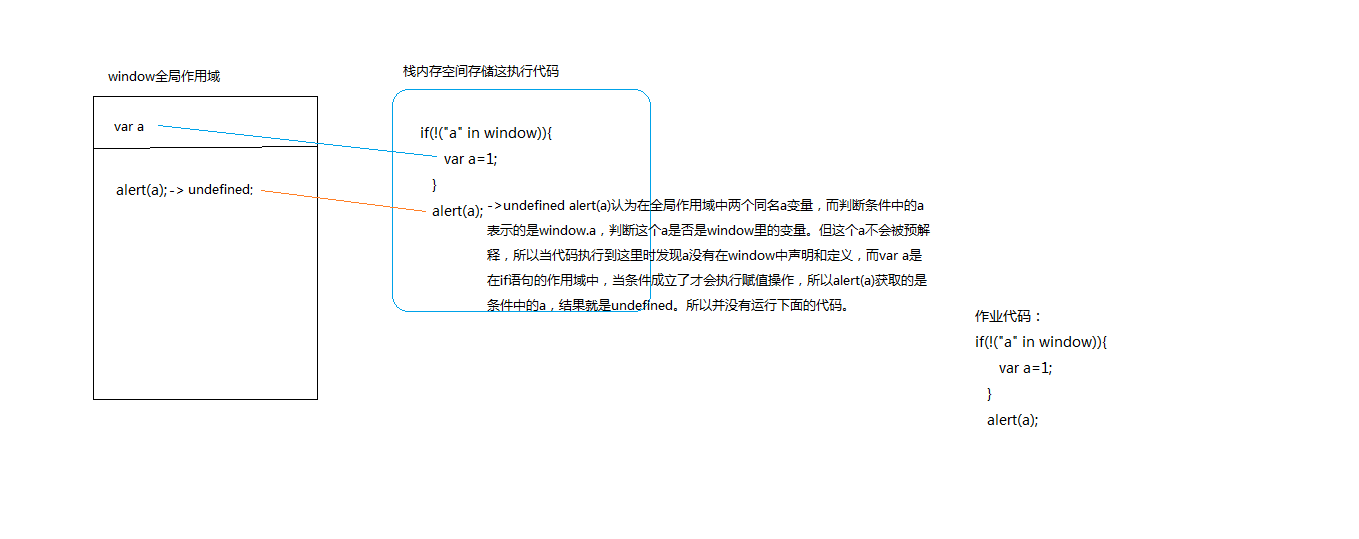 window全局作用域
var a
alert(a); -> undefined;
栈内存空间存储这执行代码
if(!("a" in window)){
var a=1;
}
alert(a);
->undefined alert(a)认为在全局作用域中两个同名a变量，而判断条件中的a
表示的是window.a，判断这个a是否是window里的变量。但这个a不会被预解
释，所以当代码执行到这里时发现a没有在window中声明和定义，而var a是
在if语句的作用域中，当条件成立了才会执行赋值操作，所以alert(a)获取的是
条件中的a，结果就是undefined。所以并没有运行下面的代码。
作业代码：
if(!("a" in window)){
var a=1;
}
alert(a);